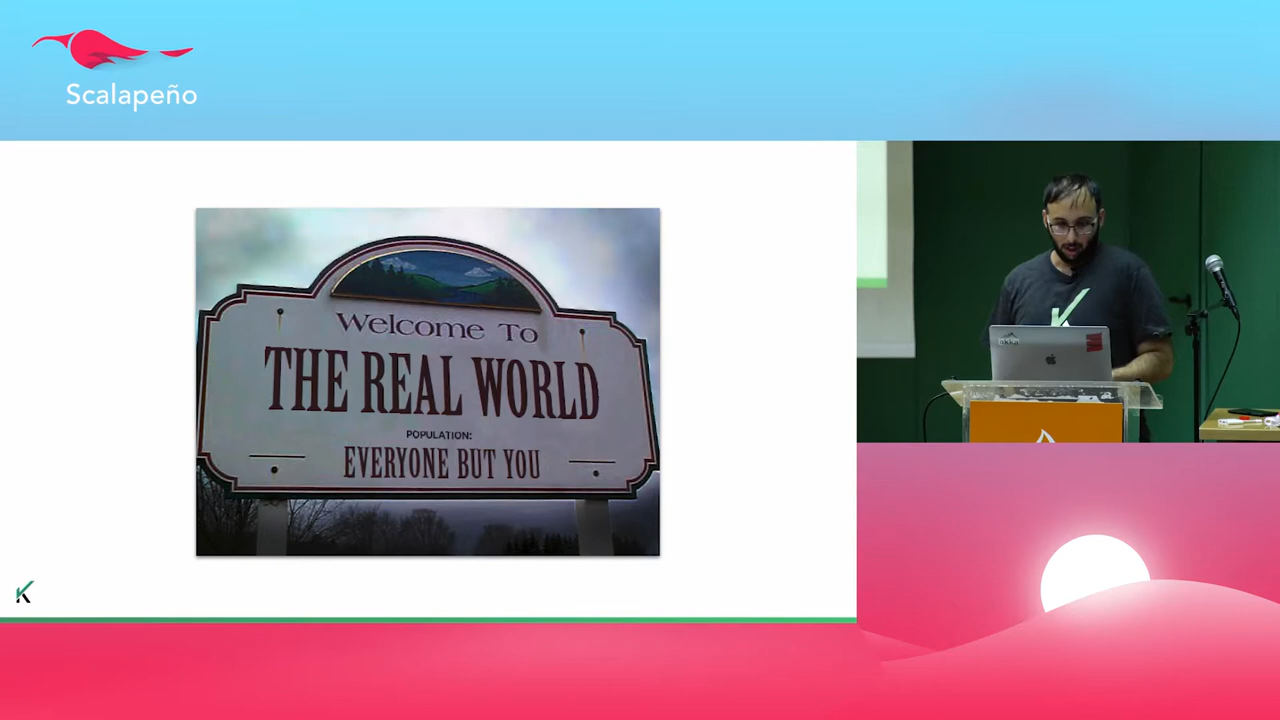 Scalapeño
Welcome To
THE REAL WORLD
POPULATION:
EVERYONE BUT YOU
K
K